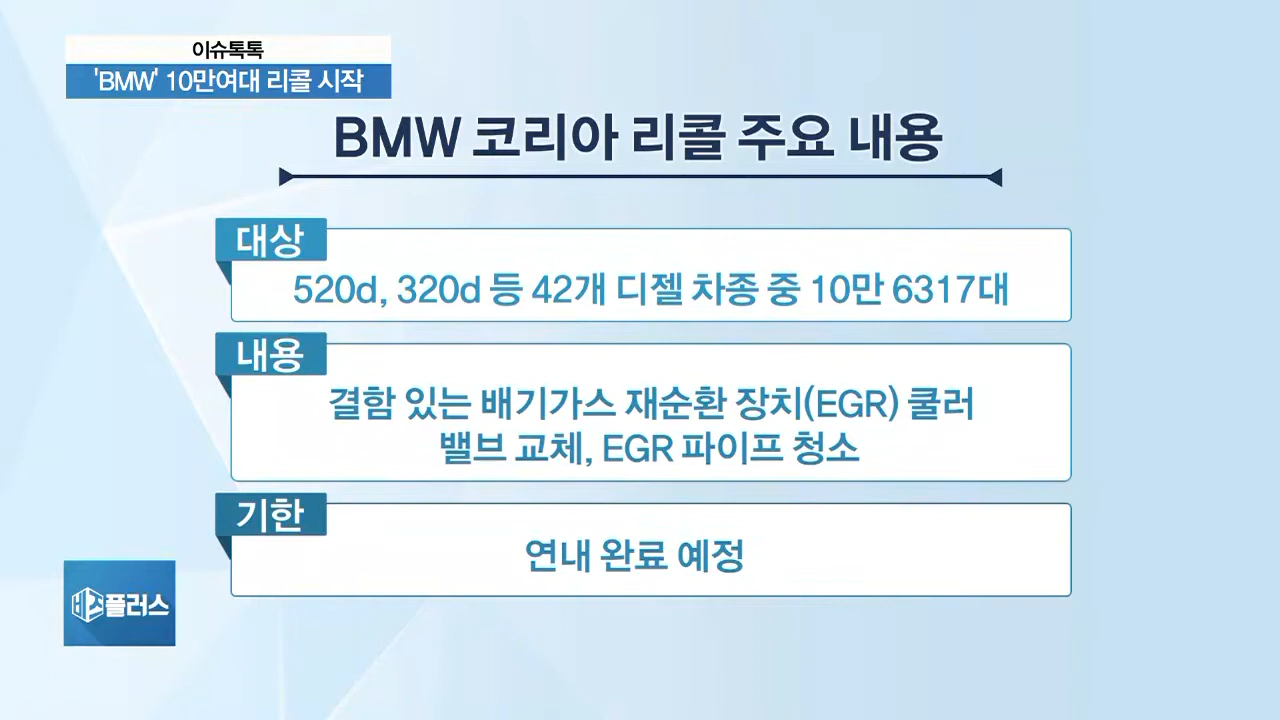 이슈톡톡
'BMW' 10만여대 리콜 시작
BMW 코리아 리콜 주요 내용
대상
520d, 320d 등 42개 디젤 차종 중 10만 6317대
내용
결함 있는 배기가스 재순환 장치(EGR) 쿨러
밸브 교체, EGR 파이프 청소
기한
연내 완료 예정
비즈플러스